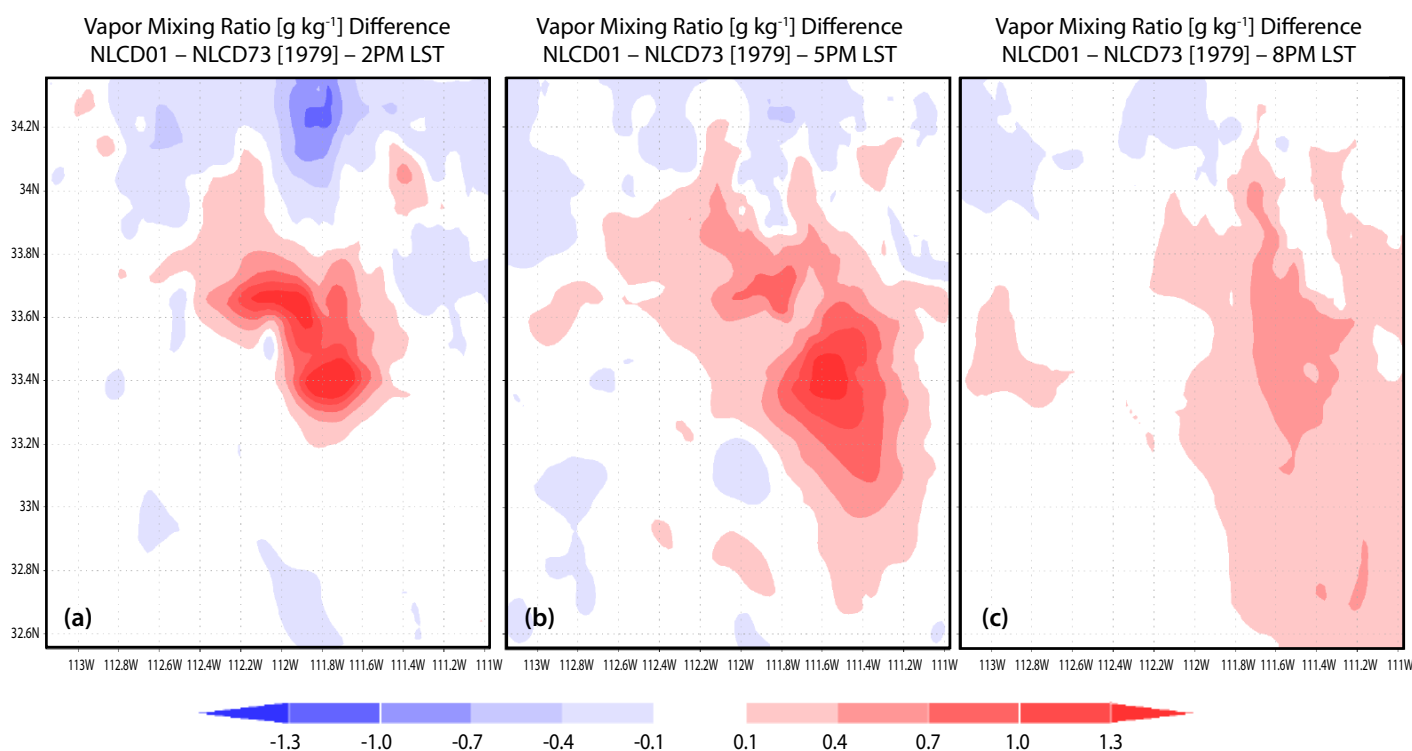 Vapor Mixing Ratio [g kg⁻¹] Difference
NLCD01 – NLCD73 [1979] – 2PM LST
Vapor Mixing Ratio [g kg⁻¹] Difference
NLCD01 – NLCD73 [1979] – 5PM LST
Vapor Mixing Ratio [g kg⁻¹] Difference
NLCD01 – NLCD73 [1979] – 8PM LST
34.2N
34N
33.8N
33.6N
33.4N
33.2N
33N
32.8N
32.6N
(a)
(b)
(c)
113W 112.8W 112.6W 112.4W 112.2W 112W 111.8W 111.6W 111.4W 111.2W 111W
113W 112.8W 112.6W 112.4W 112.2W 112W 111.8W 111.6W 111.4W 111.2W 111W
113W 112.8W 112.6W 112.4W 112.2W 112W 111.8W 111.6W 111.4W 111.2W 111W
-1.3 -1.0 -0.7 -0.4 -0.1 0.1 0.4 0.7 1.0 1.3